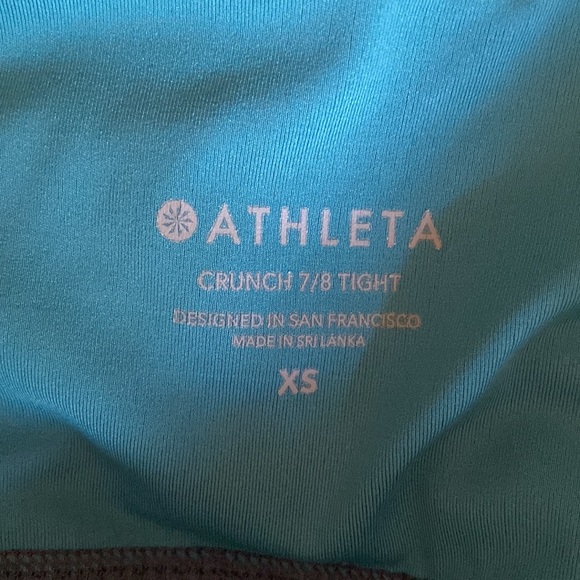 ATHLETA
CRUNCH 7/8 TIGHT
DESIGNED IN SAN FRANCISCO
MADE IN SRI LANKA
XS